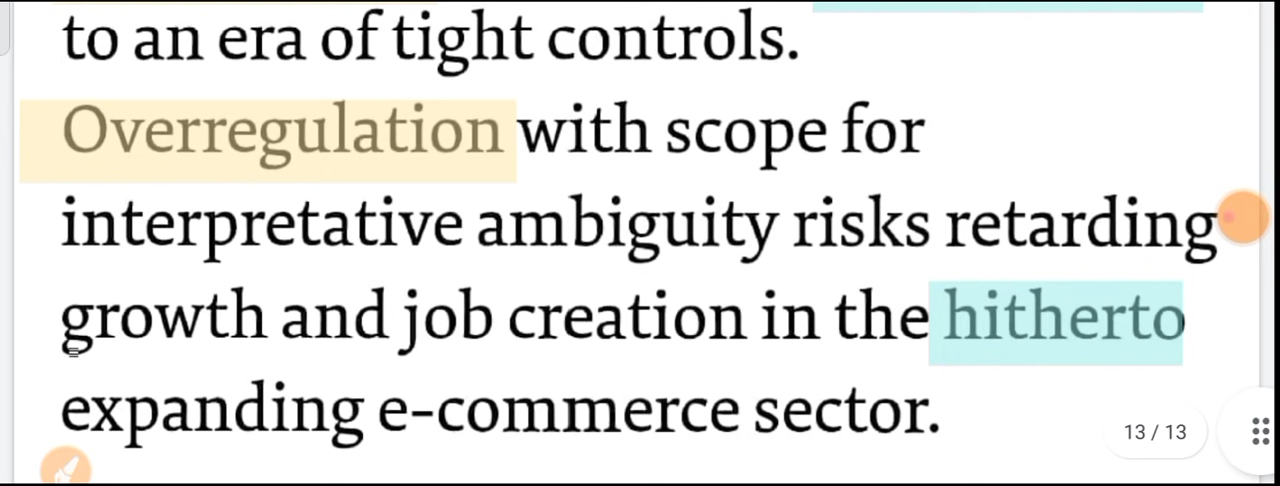 to an era of tight controls.
Overregulation with scope for
interpretative ambiguity risks retarding
growth and job creation in the hitherto
expanding e-commerce sector.
13 / 13